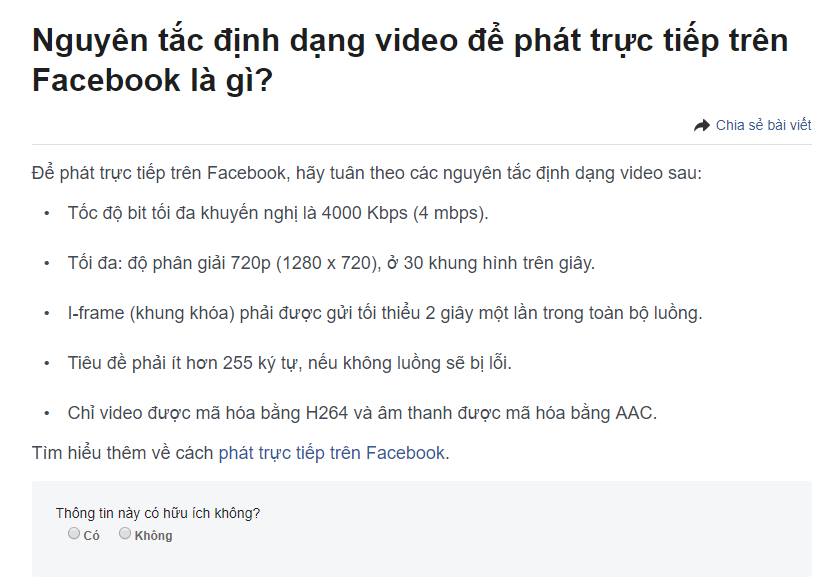 Nguyên tắc định dạng video để phát trực tiếp trên
Facebook là gì?
Chia sẻ bài viết
Để phát trực tiếp trên Facebook, hãy tuân theo các nguyên tắc định dạng video sau:
• Tốc độ bit tối đa khuyến nghị là 4000 Kbps (4 mbps).
• Tối đa: độ phân giải 720p (1280 x 720), ở 30 khung hình trên giây.
• I-frame (khung khóa) phải được gửi tối thiểu 2 giây một lần trong toàn bộ luồng.
• Tiêu đề phải ít hơn 255 ký tự, nếu không luồng sẽ bị lỗi.
• Chỉ video được mã hóa bằng H264 và âm thanh được mã hóa bằng AAC.
Tìm hiểu thêm về cách phát trực tiếp trên Facebook.
Thông tin này có hữu ích không?
Có Không